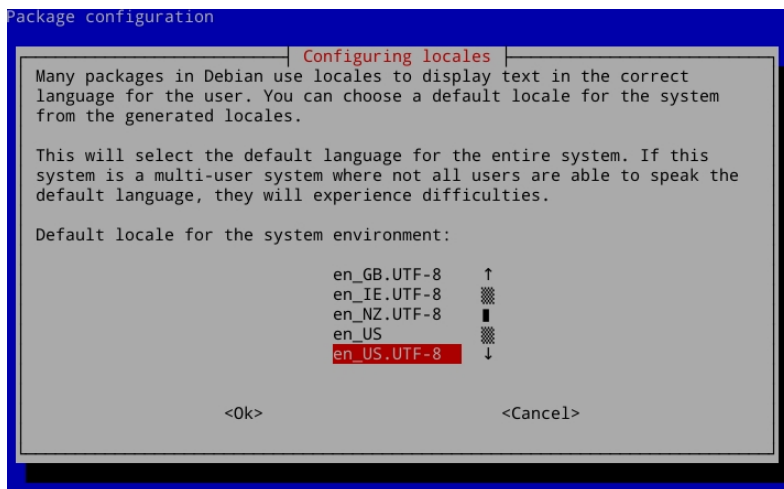 Package configuration
Configuring locales
Many packages in Debian use locales to display text in the correct
language for the user. You can choose a default locale for the system
from the generated locales.
This will select the default language for the entire system. If this
system is a multi-user system where not all users are able to speak the
default language, they will experience difficulties.
Default locale for the system environment:
en_GB.UTF-8
en_IE.UTF-8
en_NZ.UTF-8
en_US
en_US.UTF-8
<Ok> <Cancel>